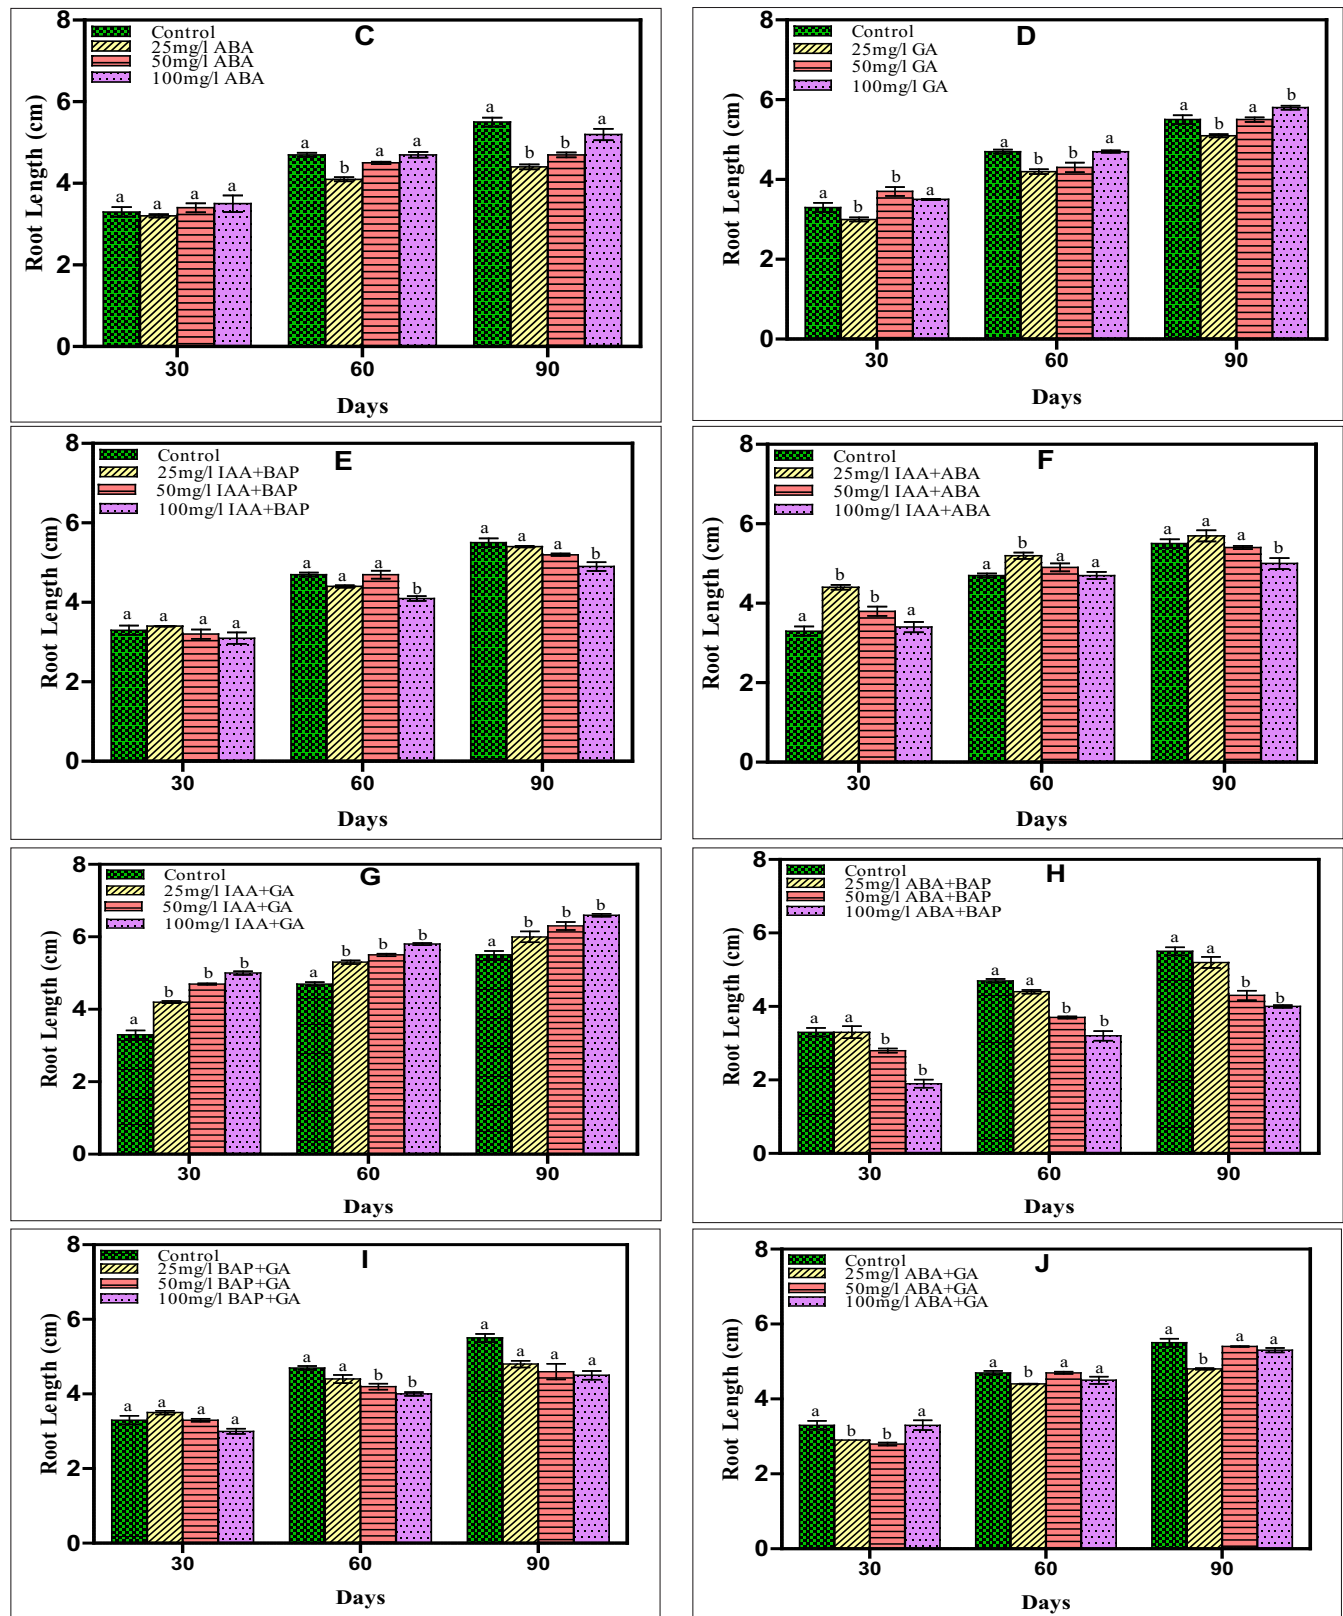 C
Control
25mg/l ABA
50mg/l ABA
100mg/l ABA
Root Length (cm)
8
6
4
2
0
a a a a
a b a a
a b b a
30 60 90
Days
D
Control
25mg/l GA
50mg/l GA
100mg/l GA
Root Length (cm)
8
6
4
2
0
a b b a
a b b a
a b a b
30 60 90
Days
E
Control
25mg/l IAA+BAP
50mg/l IAA+BAP
100mg/l IAA+BAP
Root Length (cm)
8
6
4
2
0
a a a a
a a a b
a a a b
30 60 90
Days
F
Control
25mg/l IAA+ABA
50mg/l IAA+ABA
100mg/l IAA+ABA
Root Length (cm)
8
6
4
2
0
a b b a
a b a a
a a a b
30 60 90
Days
G
Control
25mg/l IAA+GA
50mg/l IAA+GA
100mg/l IAA+GA
Root Length (cm)
8
6
4
2
0
a b b b
a b b b
a b b b
30 60 90
Days
H
Control
25mg/l ABA+BAP
50mg/l ABA+BAP
100mg/l ABA+BAP
Root Length (cm)
8
6
4
2
0
a a b b
a a b b
a a b b
30 60 90
Days
I
Control
25mg/l BAP+GA
50mg/l BAP+GA
100mg/l BAP+GA
Root Length (cm)
8
6
4
2
0
a a a a
a a b b
a a a a
30 60 90
Days
J
Control
25mg/l ABA+GA
50mg/l ABA+GA
100mg/l ABA+GA
Root Length (cm)
8
6
4
2
0
a b b a
a b a a
a b a a
30 60 90
Days